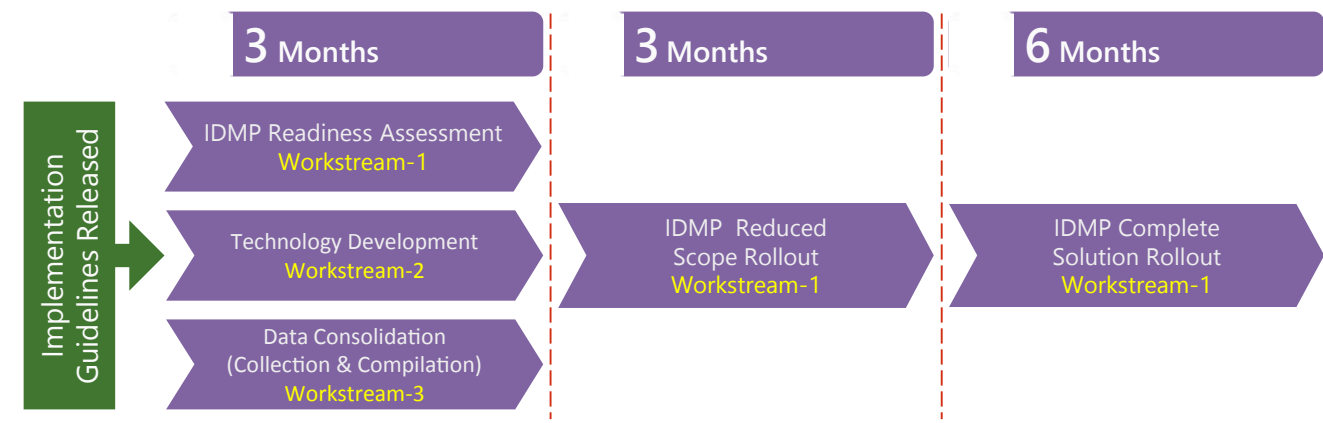 3 Months
3 Months
6 Months
Implementation
Guidelines Released
IDMP Readiness Assessment
Workstream-1
Technology Development
Workstream-2
Data Consolidation
(Collection & Compilation)
Workstream-3
IDMP Reduced
Scope Rollout
Workstream-1
IDMP Complete
Solution Rollout
Workstream-1